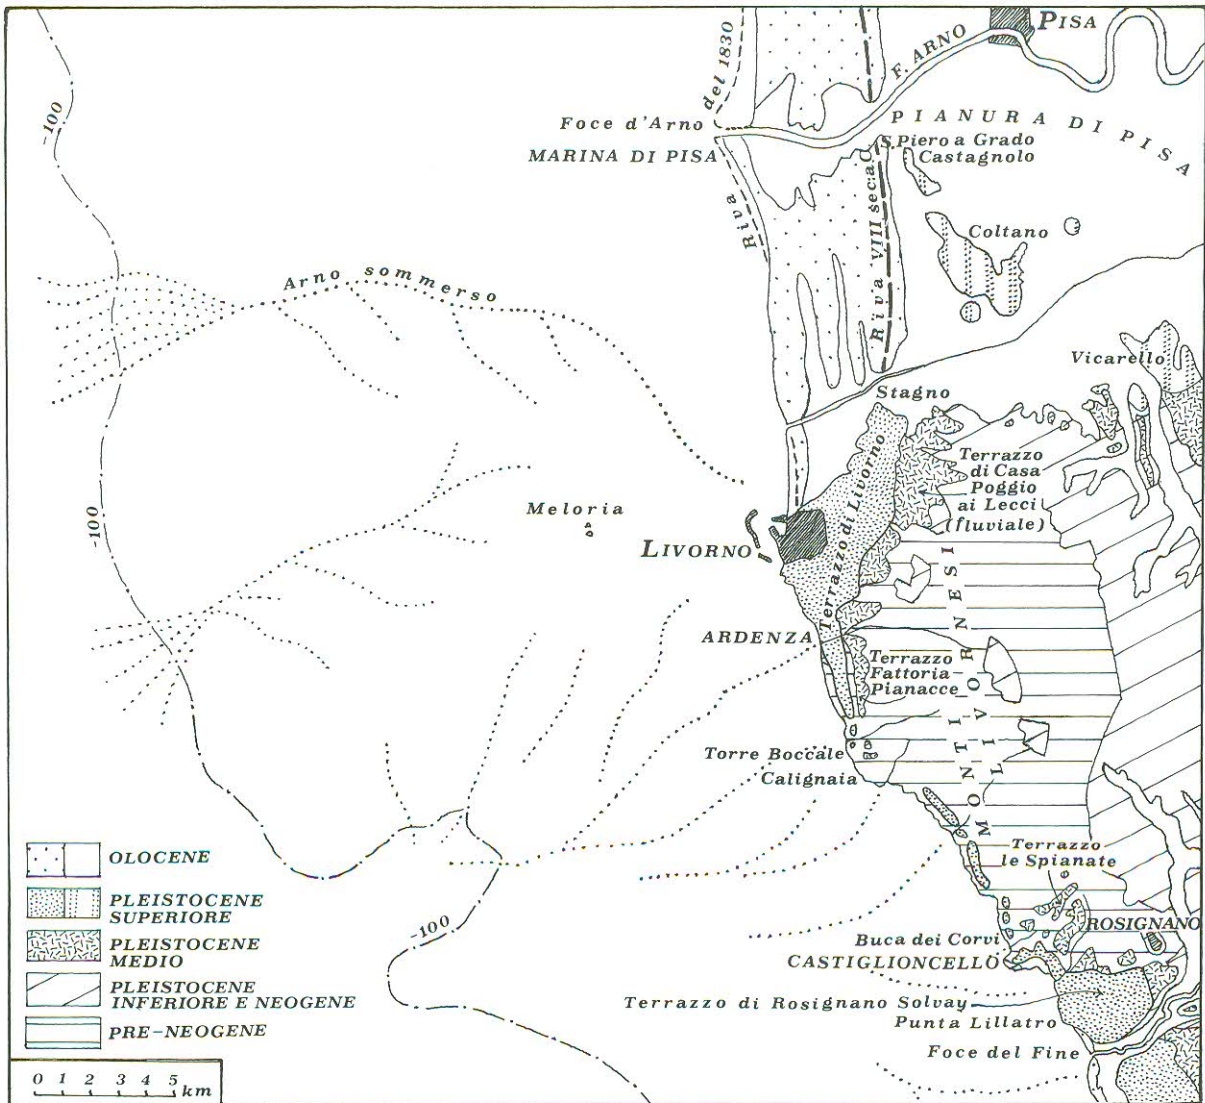 PISA
del 1830
F. ARNO
Foce d'Arno
MARINA DI PISA
PIANURA DI PISA
S. Piero a Grado
Castagnolo
-100
Riva
Riva VIII sec a.C.
Coltano
Arno sommerso
Vicarello
Stagno
Terrazzo
di Casa
Poggio
ai Lecci
(fluviale)
Terrazzo di Livorno
Meloria
-100
LIVORNO
MONTI LIVORNESI
ARDENZA
Terrazzo
Fattoria
Pianacce
Torre Boccale
Calignaia
Terrazzo
le Spianate
-100
ROSIGNANO
Buca dei Corvi
CASTIGLIONCELLO
Terrazzo di Rosignano Solvay
Punta Lillatro
Foce del Fine
OLOCENE
PLEISTOCENE
SUPERIORE
PLEISTOCENE
MEDIO
PLEISTOCENE
INFERIORE E NEOGENE
PRE-NEOGENE
0 1 2 3 4 5 km